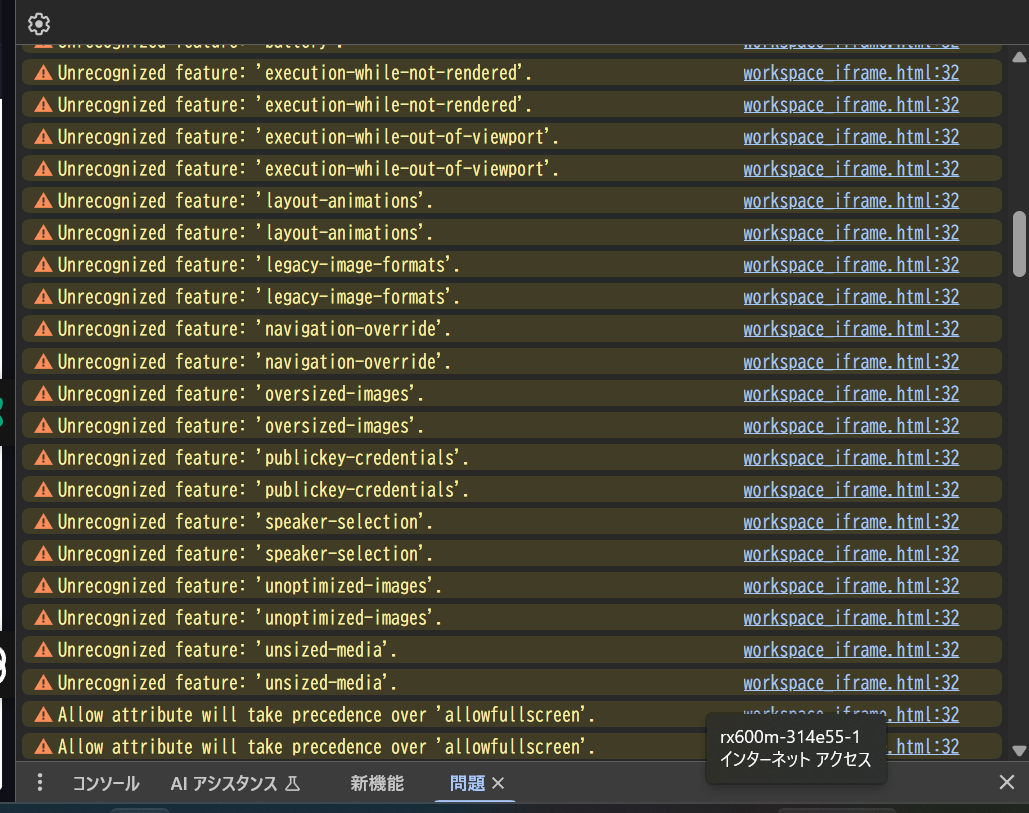 Unrecognized feature: 'battery'. workspace_iframe.html:32
Unrecognized feature: 'execution-while-not-rendered'. workspace_iframe.html:32
Unrecognized feature: 'execution-while-not-rendered'. workspace_iframe.html:32
Unrecognized feature: 'execution-while-out-of-viewport'. workspace_iframe.html:32
Unrecognized feature: 'execution-while-out-of-viewport'. workspace_iframe.html:32
Unrecognized feature: 'layout-animations'. workspace_iframe.html:32
Unrecognized feature: 'layout-animations'. workspace_iframe.html:32
Unrecognized feature: 'legacy-image-formats'. workspace_iframe.html:32
Unrecognized feature: 'legacy-image-formats'. workspace_iframe.html:32
Unrecognized feature: 'navigation-override'. workspace_iframe.html:32
Unrecognized feature: 'navigation-override'. workspace_iframe.html:32
Unrecognized feature: 'oversized-images'. workspace_iframe.html:32
Unrecognized feature: 'oversized-images'. workspace_iframe.html:32
Unrecognized feature: 'publickey-credentials'. workspace_iframe.html:32
Unrecognized feature: 'publickey-credentials'. workspace_iframe.html:32
Unrecognized feature: 'speaker-selection'. workspace_iframe.html:32
Unrecognized feature: 'speaker-selection'. workspace_iframe.html:32
Unrecognized feature: 'unoptimized-images'. workspace_iframe.html:32
Unrecognized feature: 'unoptimized-images'. workspace_iframe.html:32
Unrecognized feature: 'unsized-media'. workspace_iframe.html:32
Unrecognized feature: 'unsized-media'. workspace_iframe.html:32
Allow attribute will take precedence over 'allowfullscreen'. workspace_iframe.html:32
Allow attribute will take precedence over 'allowfullscreen'. .html:32
rx600m-314e55-1
インターネット アクセス
コンソール AI アシスタンス 新機能 問題